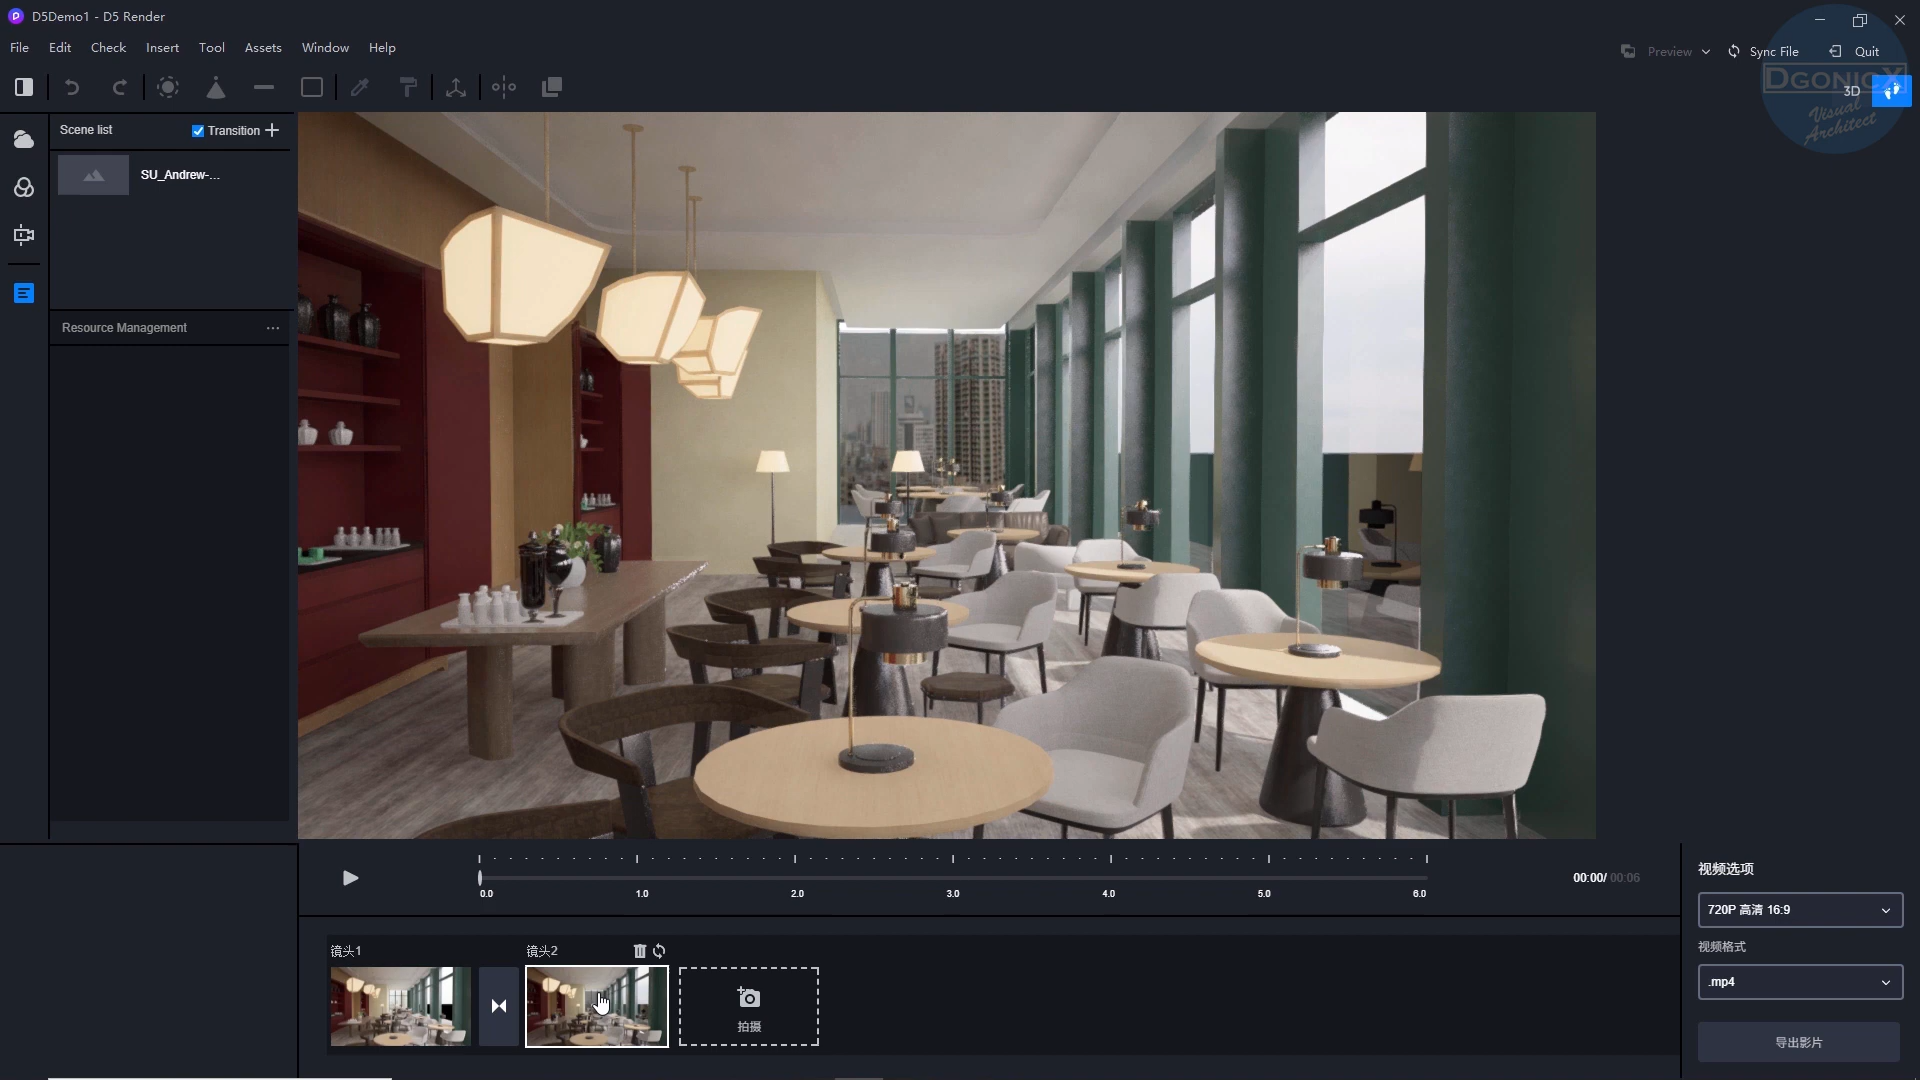 D5Demo1 - D5 Render
File Edit Check Insert Tool Assets Window Help
Preview Sync File Quit
DGONICX
Visual
Architect
3D
Scene list Transition
SU_Andrew-...
Resource Management ...
00:00/ 00:06
0.0 1.0 2.0 3.0 4.0 5.0 6.0
镜头1 镜头2
拍摄
视频选项
720P 高清 16:9
视频格式
.mp4
导出影片